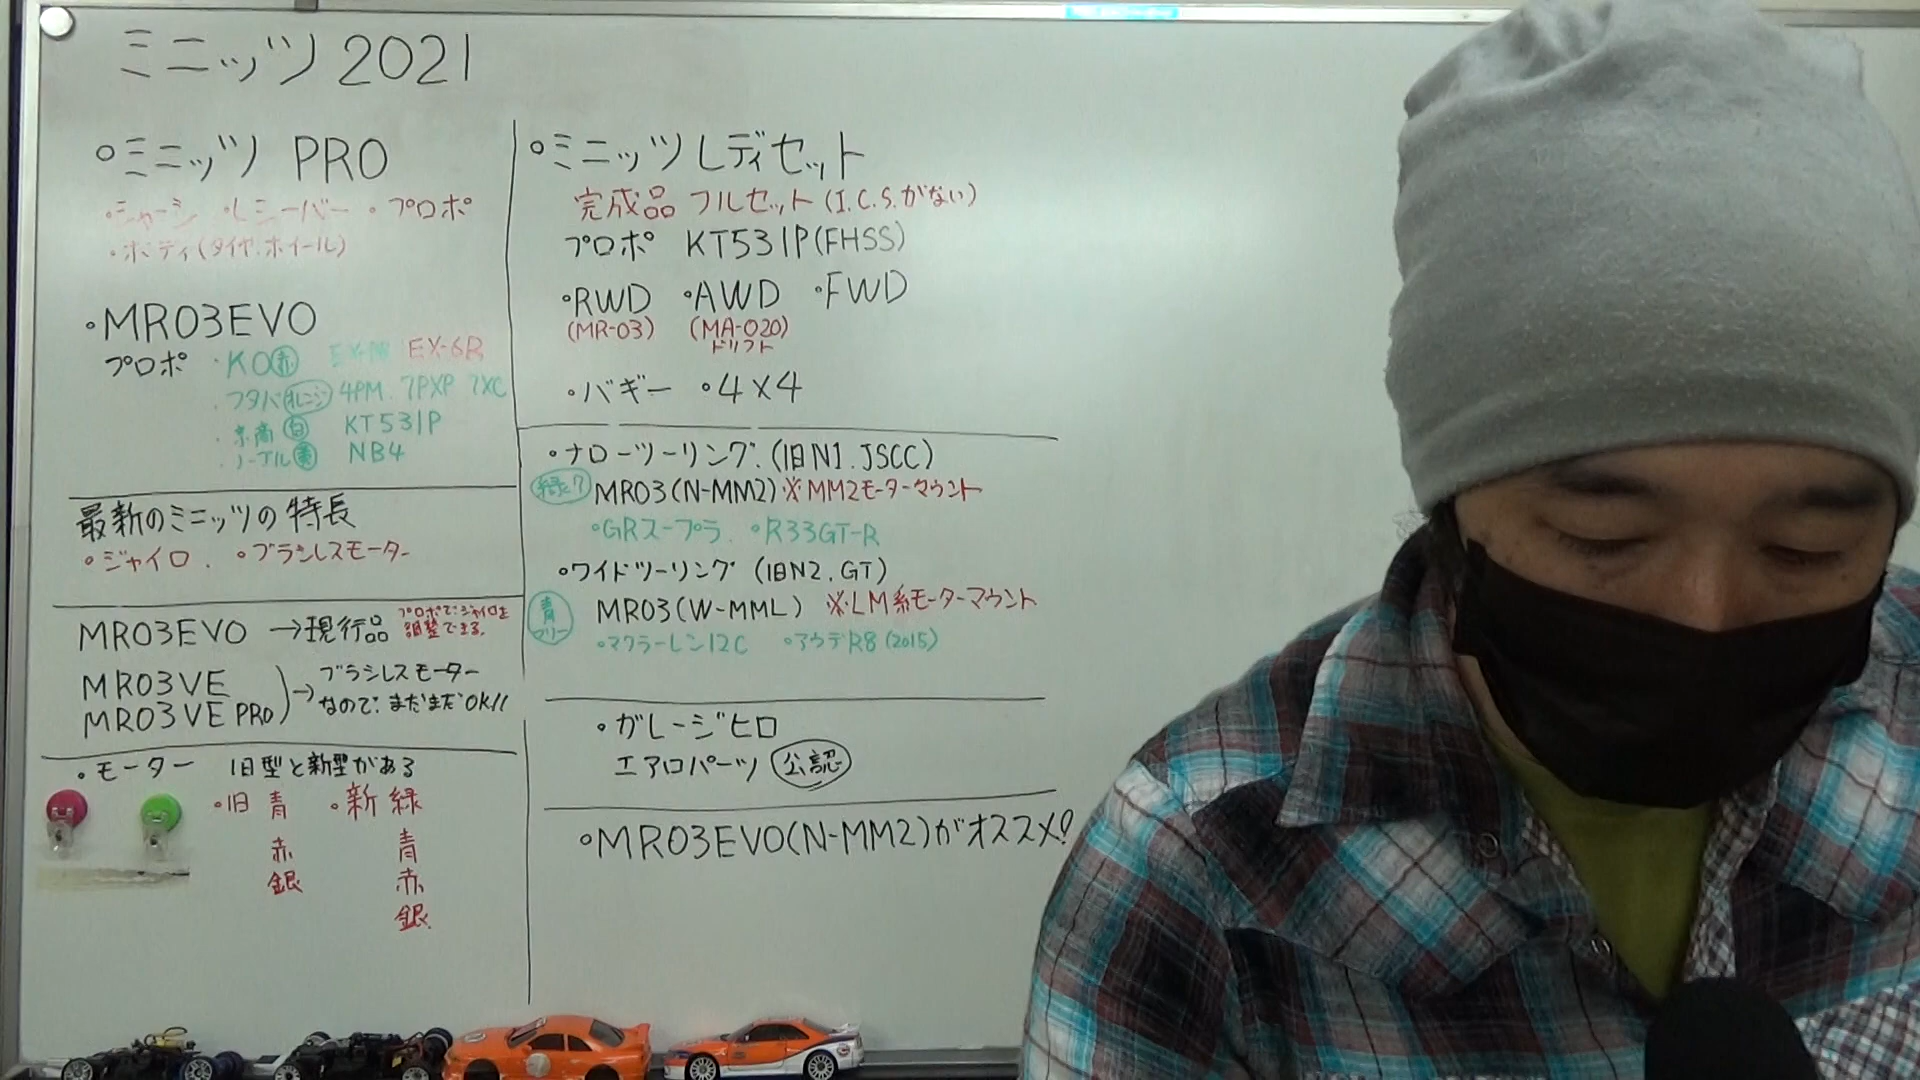 ミニッツ 2021
○ミニッツ PRO
・シャーシ ・レシーバー ・プロポ
・ボディ(タイヤ.ホイール)
・MR03EVO
プロポ ・KO 赤 EX-6R
・フタバ オレンジ 4PM. 7PXP 7XC
・京商 白 KT531P
・ノーブル NB4
最新のミニッツの特長
・ジャイロ. ・ブラシレスモーター
MR03EVO →現行品 プロポでジャイロを
調整できる。
MR03VE
MR03VE PRO
→ ブラシレスモーター
なので、まだまだOK!!
・モーター 旧型と新型がある
・旧 青 ・新 緑
赤 青
銀 赤
銀
○ミニッツレディセット
完成品 フルセット(I.C.S.がない)
プロポ KT531P(FHSS)
・RWD ・AWD ・FWD
(MR-03) (MA-020)
ドリフト
・バギー ・4×4
・ナローツーリング.(旧N1.JSCC)
緑? MR03(N-MM2) ※MM2モーターマウント
・GRスープラ. ・R33GT-R
・ワイドツーリング (旧N2.GT)
青 フリー MR03(W-MML) ※LM系モーターマウント
・マクラーレン12C ・アウデR8(2015)
・ガレージヒロ
エアロパーツ 公認
・MR03EVO(N-MM2)がオススメ!